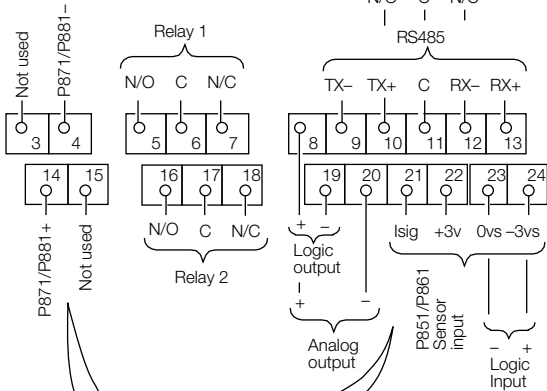 N/O C N/C
Relay 1
RS485
Not used
P871/P881–
N/O C N/C
TX– TX+ C RX– RX+
3 4 5 6 7 8 9 10 11 12 13
14 15 16 17 18 19 20 21 22 23 24
P871/P881+
Not used
N/O C N/C
Relay 2
+ –
Logic
output
+ –
Analog
output
Isig +3v 0vs –3vs
P851/P861
Sensor
input
– +
Logic
Input